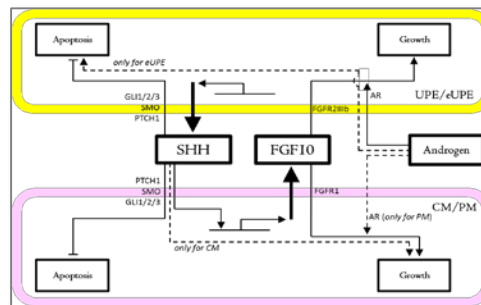 Apoptosis
Growth
only for eUPE
GLI1/2/3
SMO
PTCH1
FGFR2IIIb
AR
UPE/eUPE
SHH
FGF10
Androgen
PTCH1
SMO
GLI1/2/3
FGFR1
AR (only for PM)
CM/PM
only for CM
Apoptosis
Growth